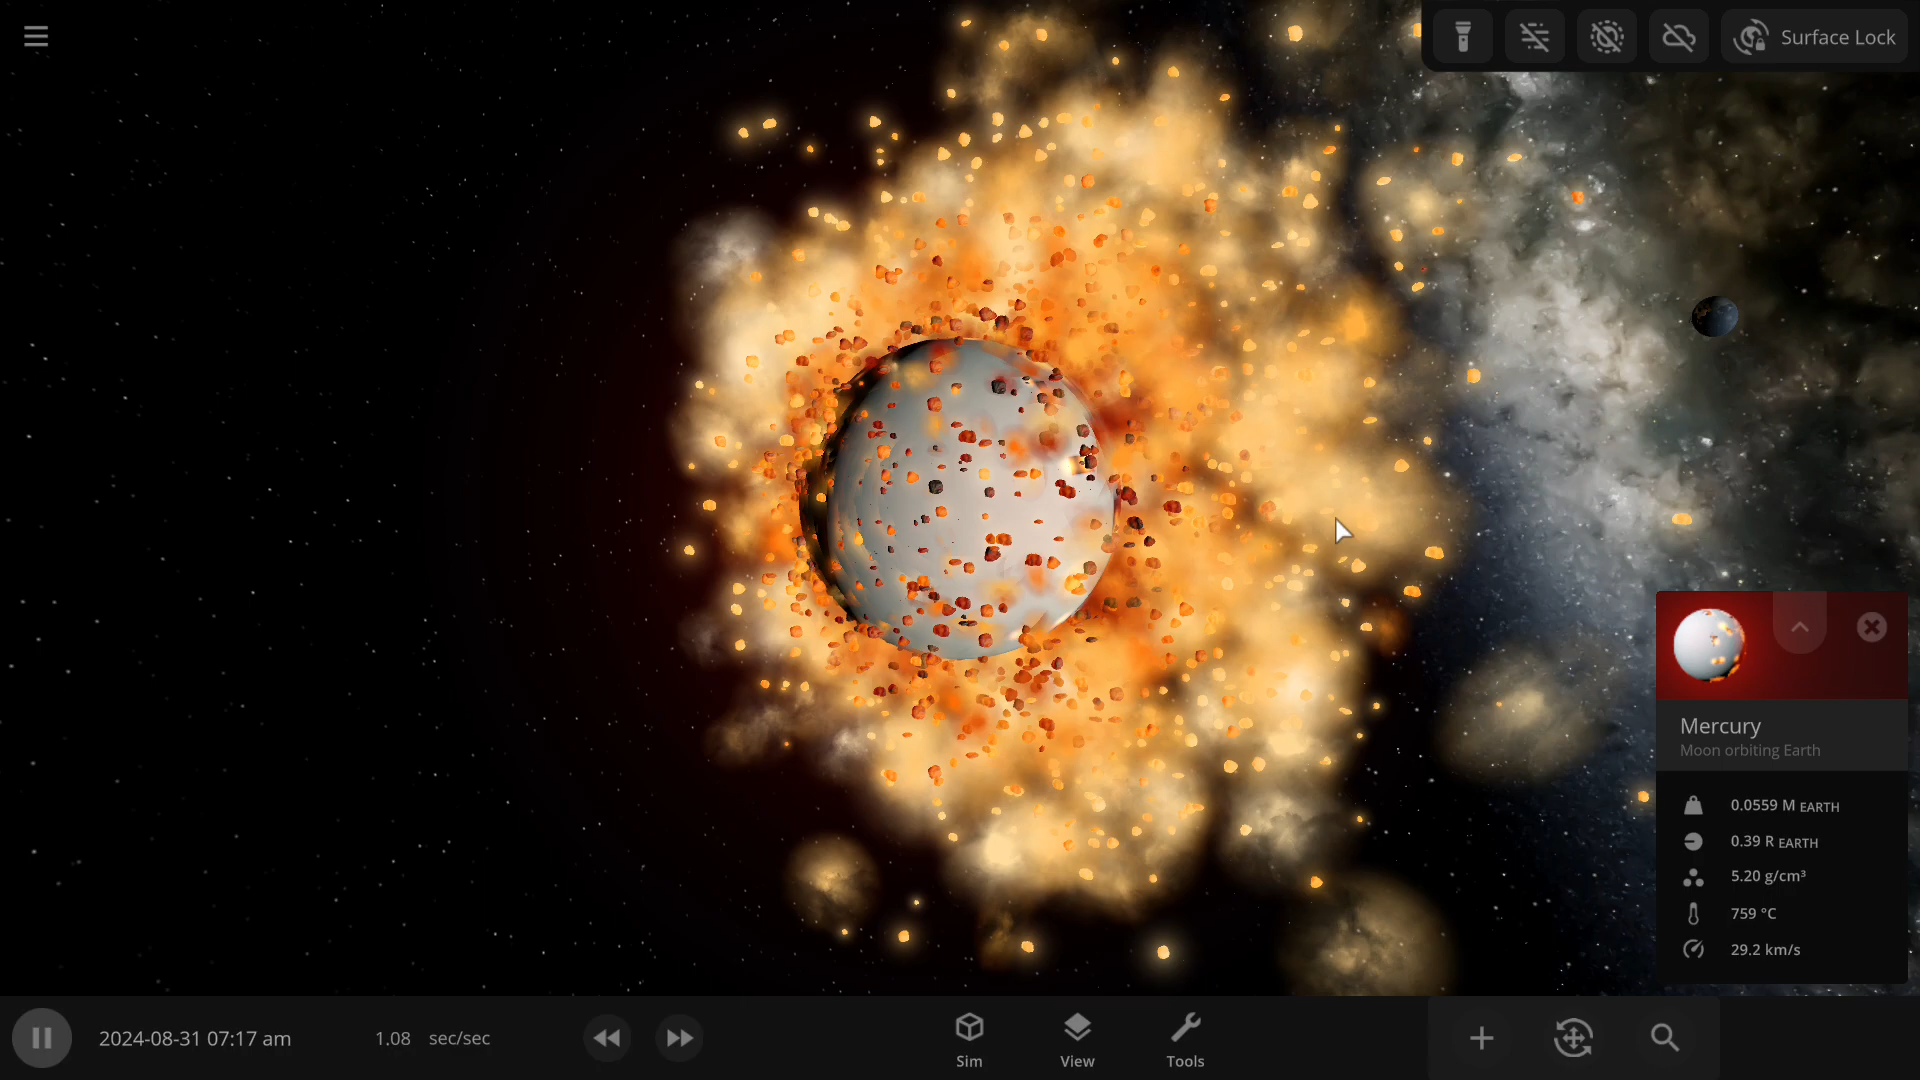 Surface Lock
Mercury
Moon orbiting Earth
0.0559 M EARTH
0.39 R EARTH
5.20 g/cm³
759 °C
29.2 km/s
2024-08-31 07:17 am
1.08 sec/sec
Sim
View
Tools